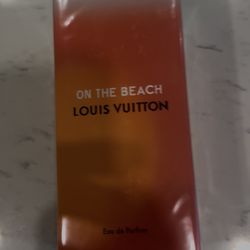 ON THE BEACH
LOUIS VUITTON
Eau de Parfum